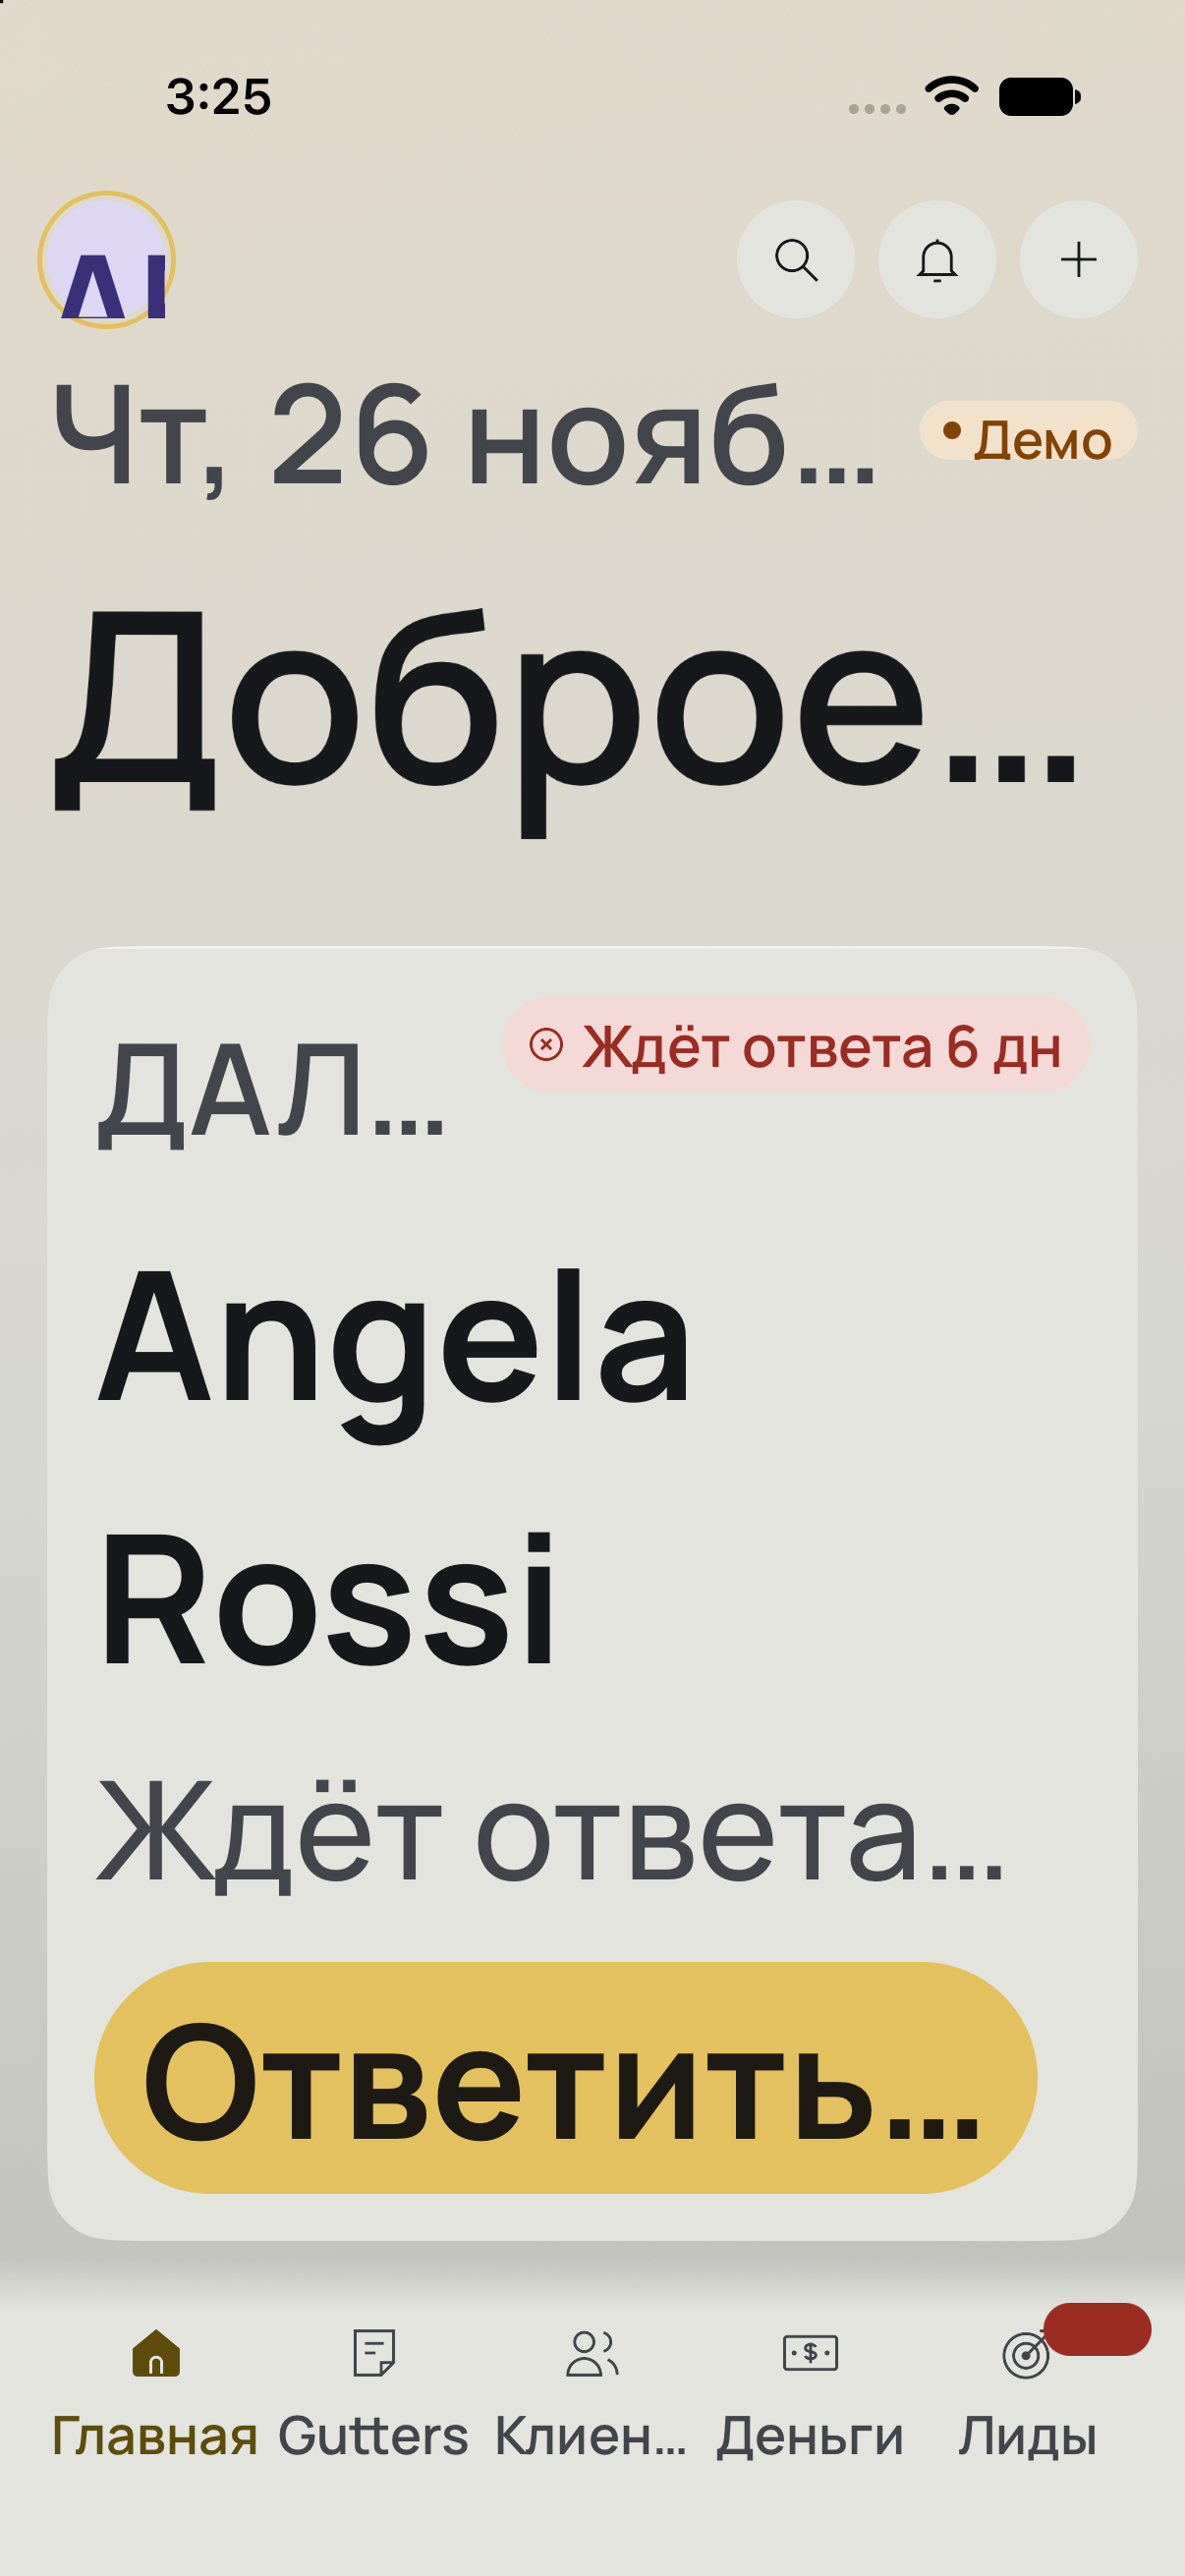 3:25
Чт, 26 нояб...
Демо
Доброе...
ДАЛ...
Ждёт ответа 6 дн
Angela
Rossi
Ждёт ответа...
Ответить...
Главная
Gutters
Клиен...
Деньги
Лиды